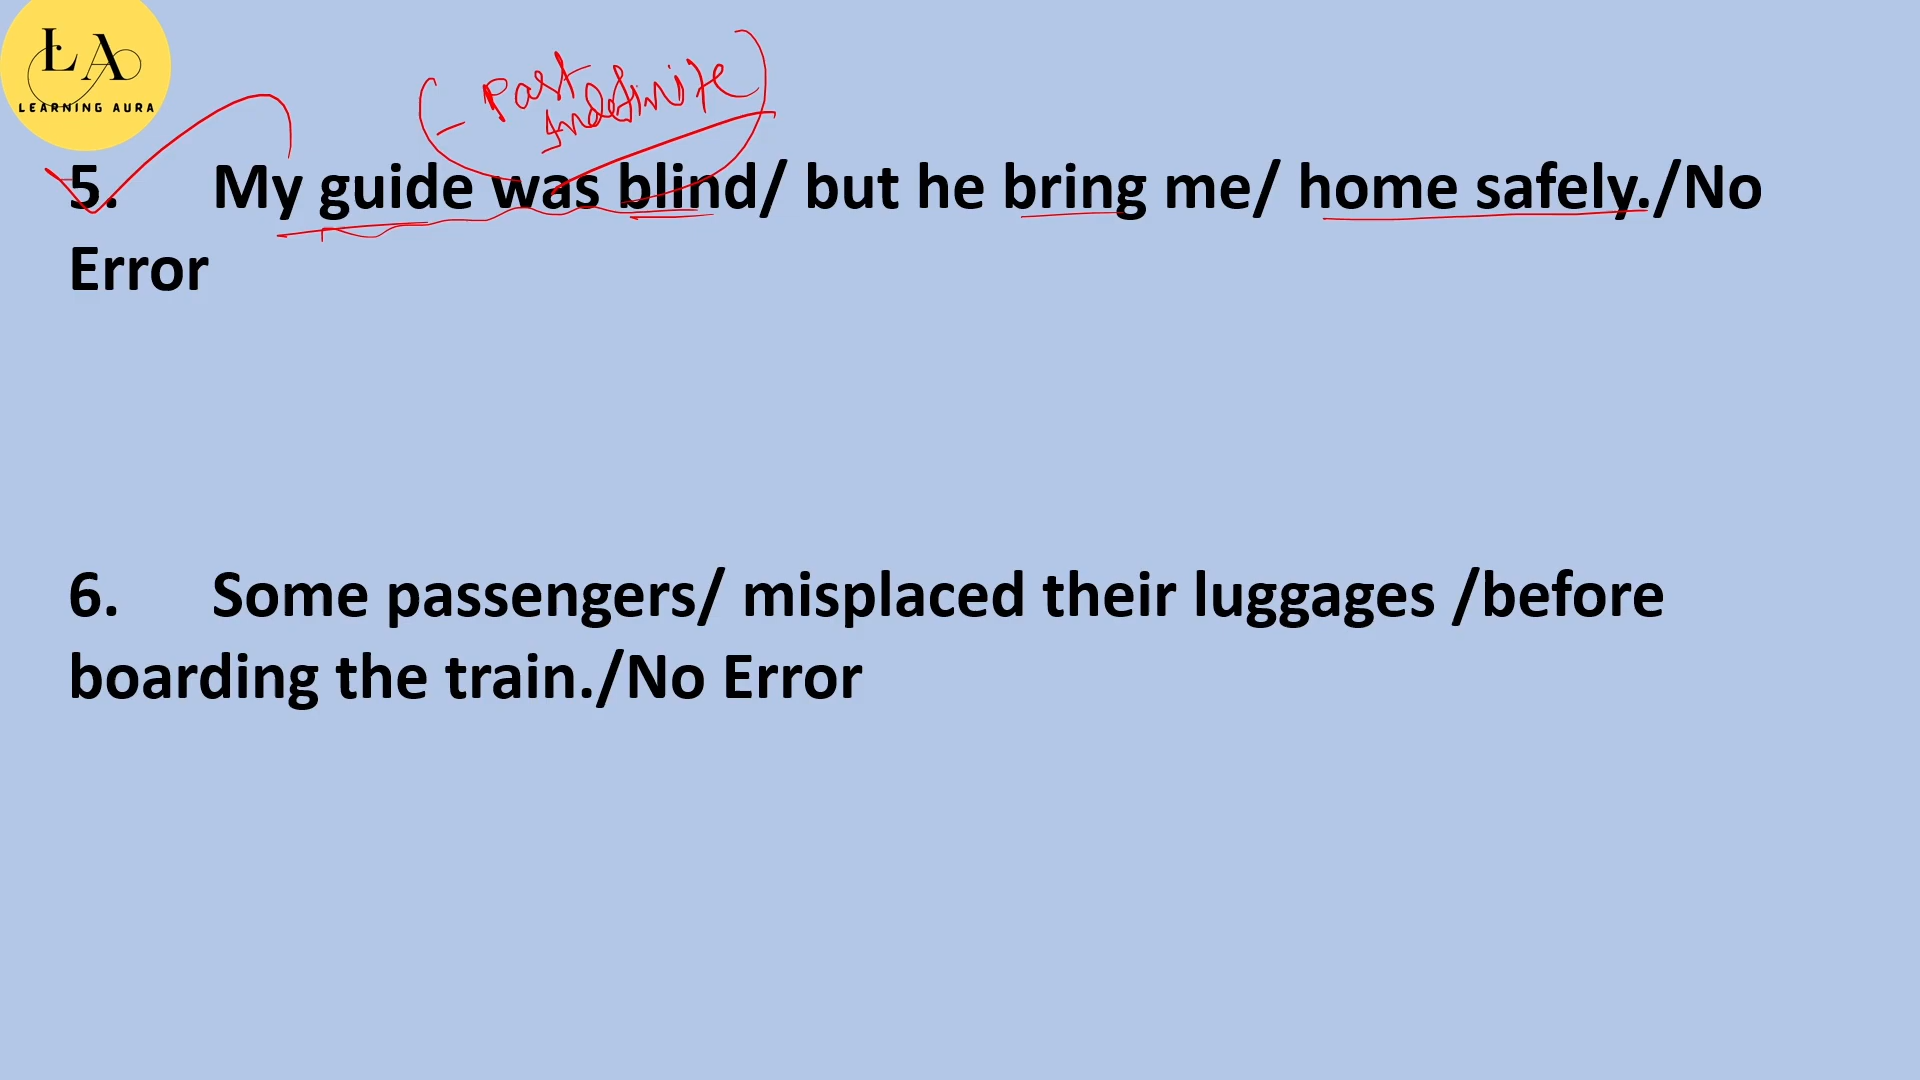 LA
LEARNING AURA
(- Past
Indefinite)
5. My guide was blind/ but he bring me/ home safely./No
Error
6. Some passengers/ misplaced their luggages /before
boarding the train./No Error